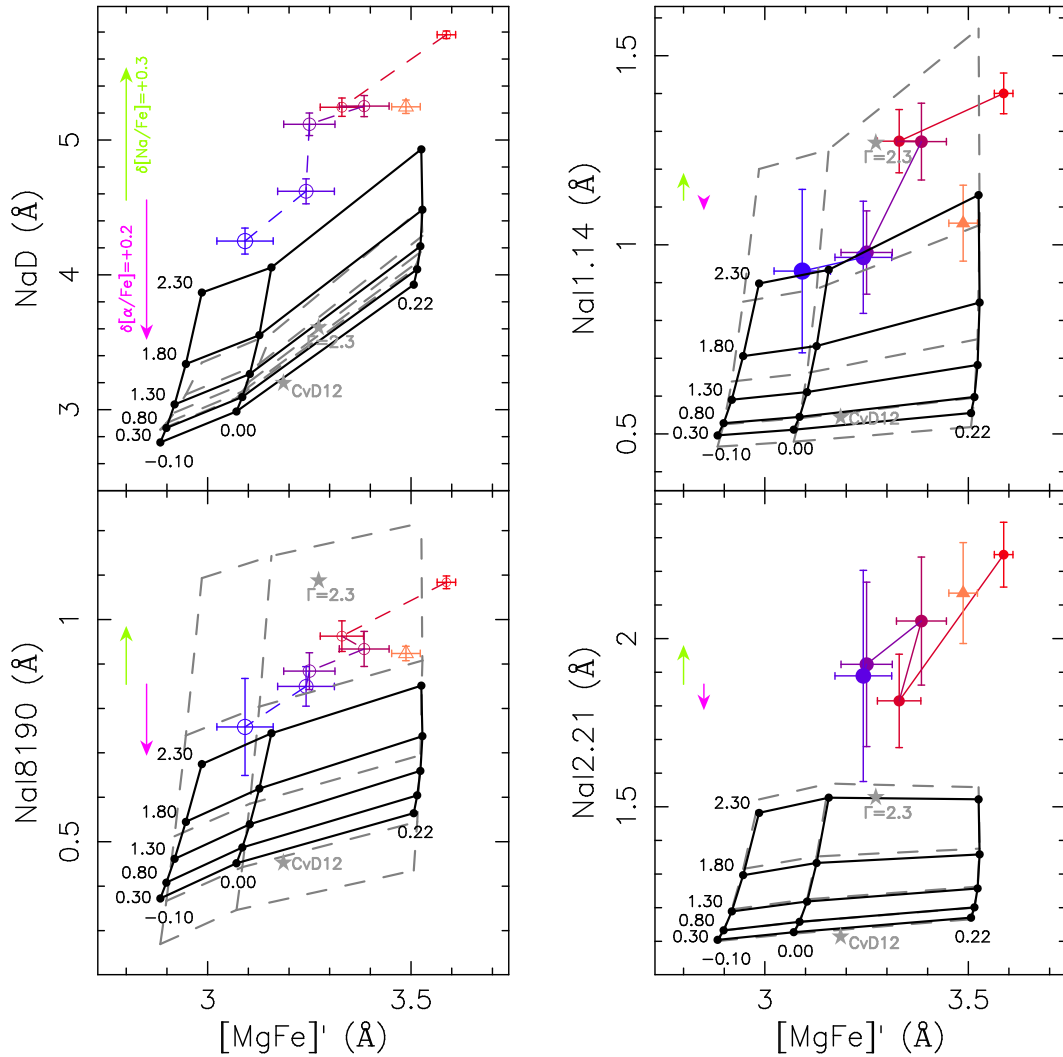 NaD (Å)
5
4
3
δ[Na/Fe]=+0.3
δ[α/Fe]=+0.2
2.30
1.80
1.30
0.80
0.30
−0.10
0.00
0.22
Γ=2.3
CvD12
NaI1.14 (Å)
1.5
1
0.5
2.30
1.80
1.30
0.80
0.30
−0.10
0.00
0.22
Γ=2.3
CvD12
NaI8190 (Å)
1
0.5
2.30
1.80
1.30
0.80
0.30
−0.10
0.00
0.22
Γ=2.3
CvD12
3
3.5
[MgFe]' (Å)
NaI2.21 (Å)
2
1.5
2.30
1.80
1.30
0.80
0.30
−0.10
0.00
0.22
Γ=2.3
CvD12
3
3.5
[MgFe]' (Å)